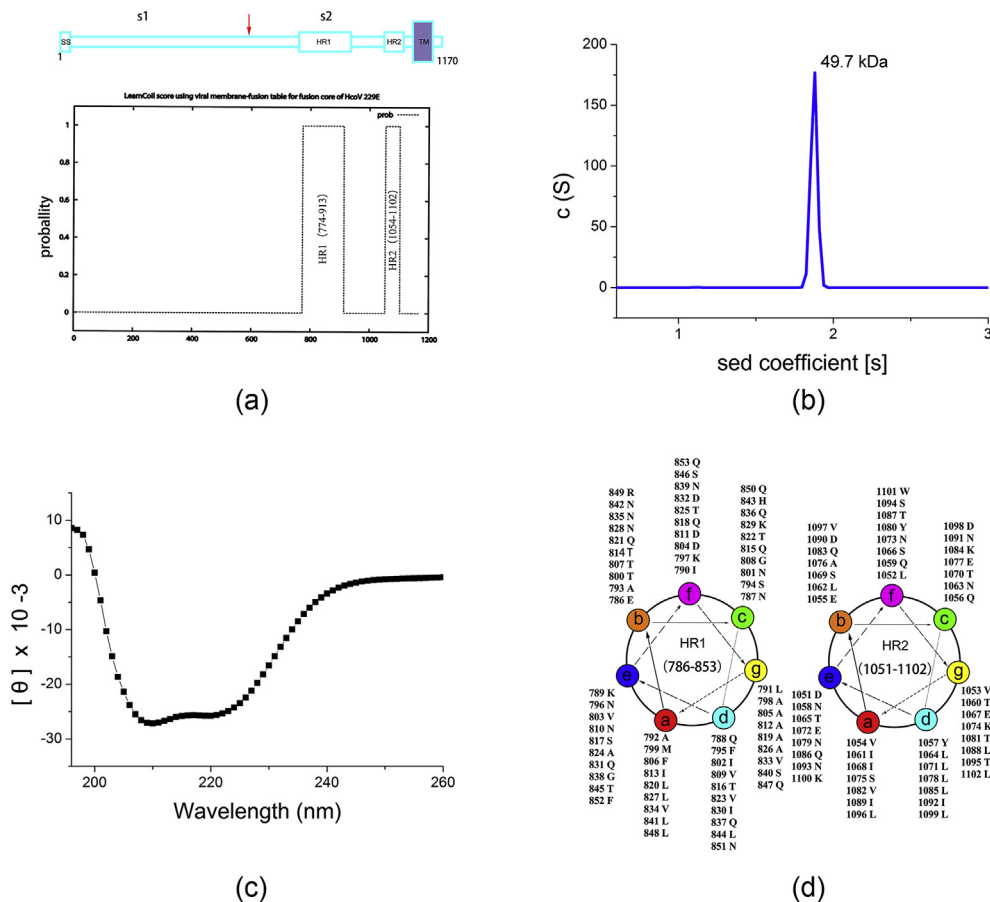 s1
s2
SS
HR1
HR2
TM
1
1170
LearnCoil score using viral membrane-fusion table for fusion core of HcoV 229E
prob
proballity
1
0.8
0.6
0.4
0.2
0
HR1 (774-913)
HR2 (1054-1102)
0 200 400 600 800 1000 1200
(a)
49.7 kDa
c (S)
200
150
100
50
0
1 2 3
sed coefficient [s]
(b)
[ θ ] x 10 -3
10
0
-10
-20
-30
200 220 240 260
Wavelength (nm)
(c)
849 R
842 N
835 N
828 N
821 Q
814 T
807 T
800 T
793 A
786 E
853 Q
846 S
839 N
832 D
825 T
818 Q
811 D
804 D
797 K
790 I
850 Q
843 H
836 Q
829 K
822 T
815 Q
808 G
801 N
794 S
787 N
f
b
c
HR1
(786-853)
e
g
a
d
789 K
796 N
803 V
810 N
817 S
824 A
831 Q
838 G
845 T
852 F
792 A
799 M
806 F
813 I
820 L
827 L
834 V
841 L
848 L
788 Q
795 F
802 I
809 V
816 T
823 V
830 I
837 Q
844 L
851 N
791 L
798 A
805 A
812 A
819 A
826 A
833 V
840 S
847 Q
1097 V
1090 D
1083 Q
1076 A
1069 S
1062 L
1055 E
1101 W
1094 S
1087 T
1080 Y
1073 N
1066 S
1059 Q
1052 L
1098 D
1091 N
1084 K
1077 E
1070 T
1063 N
1056 Q
f
b
c
HR2
(1051-1102)
e
g
a
d
1051 D
1058 N
1065 T
1072 E
1079 N
1086 Q
1093 N
1100 K
1054 V
1061 I
1068 I
1075 S
1082 V
1089 I
1096 L
1057 Y
1064 L
1071 L
1078 L
1085 L
1092 I
1099 L
1053 V
1060 T
1067 E
1074 K
1081 T
1088 L
1095 T
1102 L
(d)